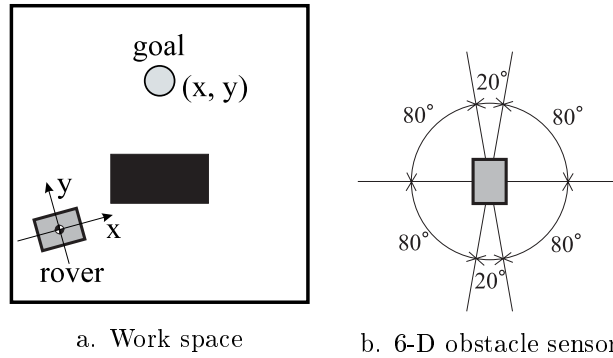 goal
(x, y)
y
x
rover
a. Work space
20°
80°
80°
80°
80°
20°
b. 6-D obstacle sensor